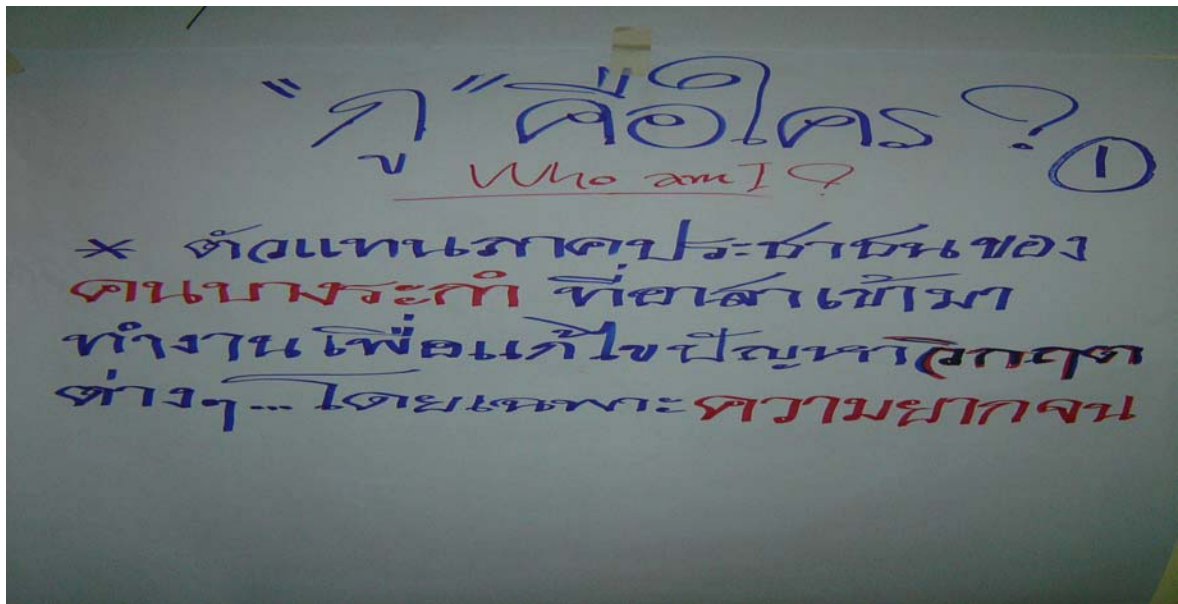 "กู" คือใคร ? ①
Who am I ?
* ตัวแทนภาคประชาชนของ
คนบางระกำ ที่อาสาเข้ามา
ทำงานเพื่อแก้ไขปัญหาวิกฤต
ต่างๆ... โดยเฉพาะความยากจน